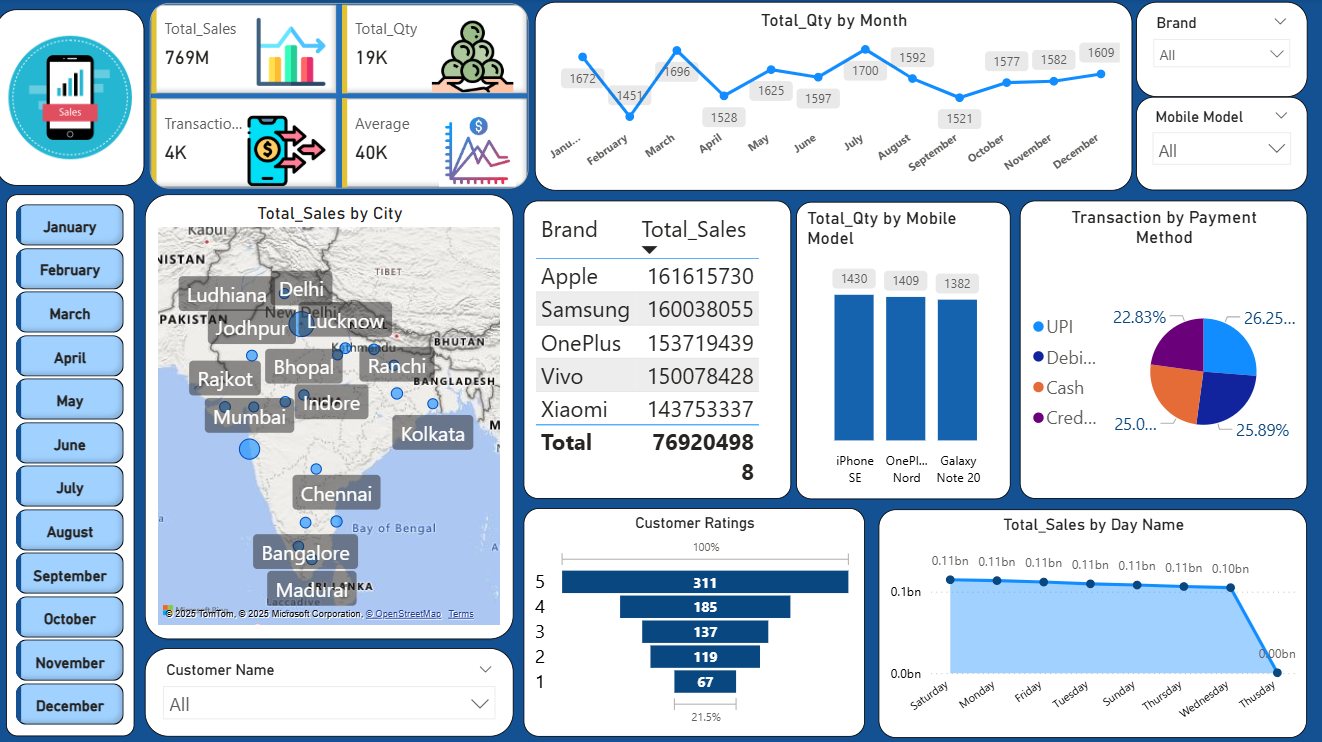 Sales
Total_Sales
769M
Total_Qty
19K
Transactio...
4K
Average
40K
Total_Qty by Month
1672
1451
1696
1528
1625
1597
1700
1592
1521
1577
1582
1609
Janu...
February
March
April
May
June
July
August
September
October
November
December
Brand
All
Mobile Model
All
January
February
March
April
May
June
July
August
September
October
November
December
Total_Sales by City
Kabul
NISTAN
TIBET
Ludhiana
Delhi
New Delhi
PAKISTAN
Jodhpur
Lucknow
Kathmandu
BHUTAN
Rajkot
Bhopal
Ranchi
BANGLADESH
Mumbai
Indore
Kolkata
Chennai
Bay of Bengal
Bangalore
Madurai
SRI LANKA
Laccadive
© 2025 TomTom, © 2025 Microsoft Corporation, © OpenStreetMap Terms
Customer Name
All
Brand Total_Sales
Apple 161615730
Samsung 160038055
OnePlus 153719439
Vivo 150078428
Xiaomi 143753337
Total 76920498
8
Total_Qty by Mobile
Model
1430
1409
1382
iPhone
SE
OnePl...
Nord
Galaxy
Note 20
Transaction by Payment
Method
UPI
Debi...
Cash
Cred...
22.83%
26.25...
25.0...
25.89%
Customer Ratings
100%
5 311
4 185
3 137
2 119
1 67
21.5%
Total_Sales by Day Name
0.11bn
0.11bn
0.11bn
0.11bn
0.11bn
0.11bn
0.10bn
0.00bn
0.1bn
0.0bn
Saturday
Monday
Friday
Tuesday
Sunday
Thursday
Wednesday
Thusday